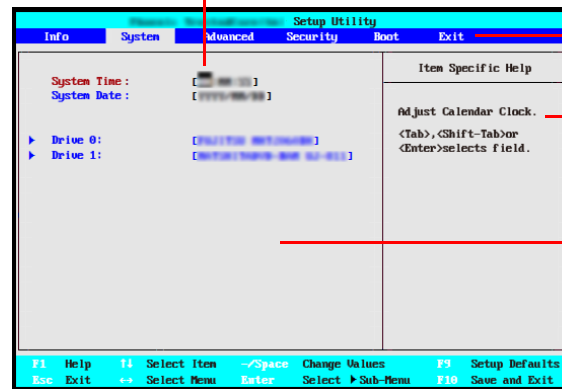 Setup Utility
Info System Advanced Security Boot Exit
Item Specific Help
System Time:
System Date:
Adjust Calendar Clock.
<Tab>,<Shift-Tab>or
<Enter>selects field.
Drive 0:
Drive 1:
F1 Help ↑↓ Select Item -/Space Change Values F9 Setup Defaults
Esc Exit ↔ Select Menu Enter Select ▶ Sub-Menu F10 Save and Exit